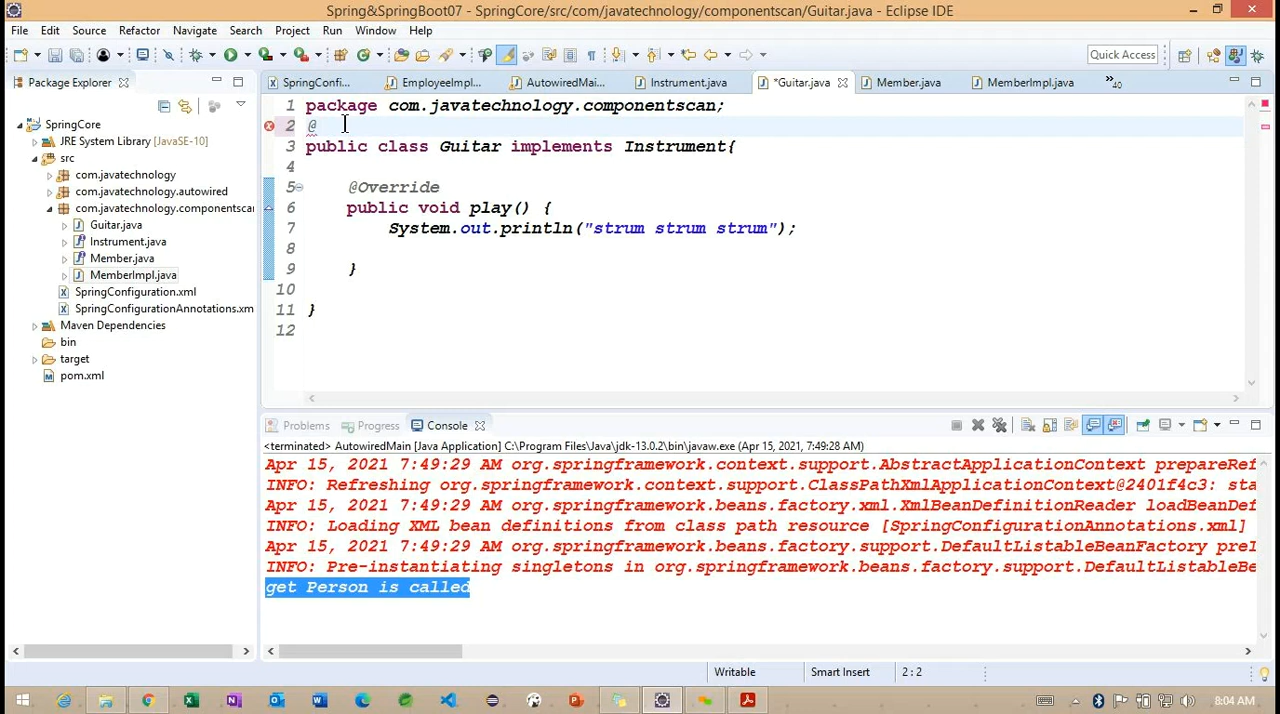 Spring&SpringBoot07 - SpringCore/src/com/javatechnology/componentscan/Guitar.java - Eclipse IDE
File Edit Source Refactor Navigate Search Project Run Window Help
Quick Access
Package Explorer
SpringConfi... EmployeeImpl... AutowiredMai... Instrument.java *Guitar.java Member.java MemberImpl.java »40
SpringCore
JRE System Library [JavaSE-10]
src
com.javatechnology
com.javatechnology.autowired
com.javatechnology.componentscan
Guitar.java
Instrument.java
Member.java
MemberImpl.java
SpringConfiguration.xml
SpringConfigurationAnnotations.xm
Maven Dependencies
bin
target
pom.xml
1 package com.javatechnology.componentscan;
2 @
3 public class Guitar implements Instrument{
4
5 @Override
6 public void play() {
7 System.out.println("strum strum strum");
8
9 }
10
11 }
12
Problems Progress Console
<terminated> AutowiredMain [Java Application] C:\Program Files\Java\jdk-13.0.2\bin\javaw.exe (Apr 15, 2021, 7:49:28 AM)
Apr 15, 2021 7:49:29 AM org.springframework.context.support.AbstractApplicationContext prepareRef
INFO: Refreshing org.springframework.context.support.ClassPathXmlApplicationContext@2401f4c3: sta
Apr 15, 2021 7:49:29 AM org.springframework.beans.factory.xml.XmlBeanDefinitionReader loadBeanDef
INFO: Loading XML bean definitions from class path resource [SpringConfigurationAnnotations.xml]
Apr 15, 2021 7:49:29 AM org.springframework.beans.factory.support.DefaultListableBeanFactory preI
INFO: Pre-instantiating singletons in org.springframework.beans.factory.support.DefaultListableBe
get Person is called
Writable Smart Insert 2 : 2
8:04 AM